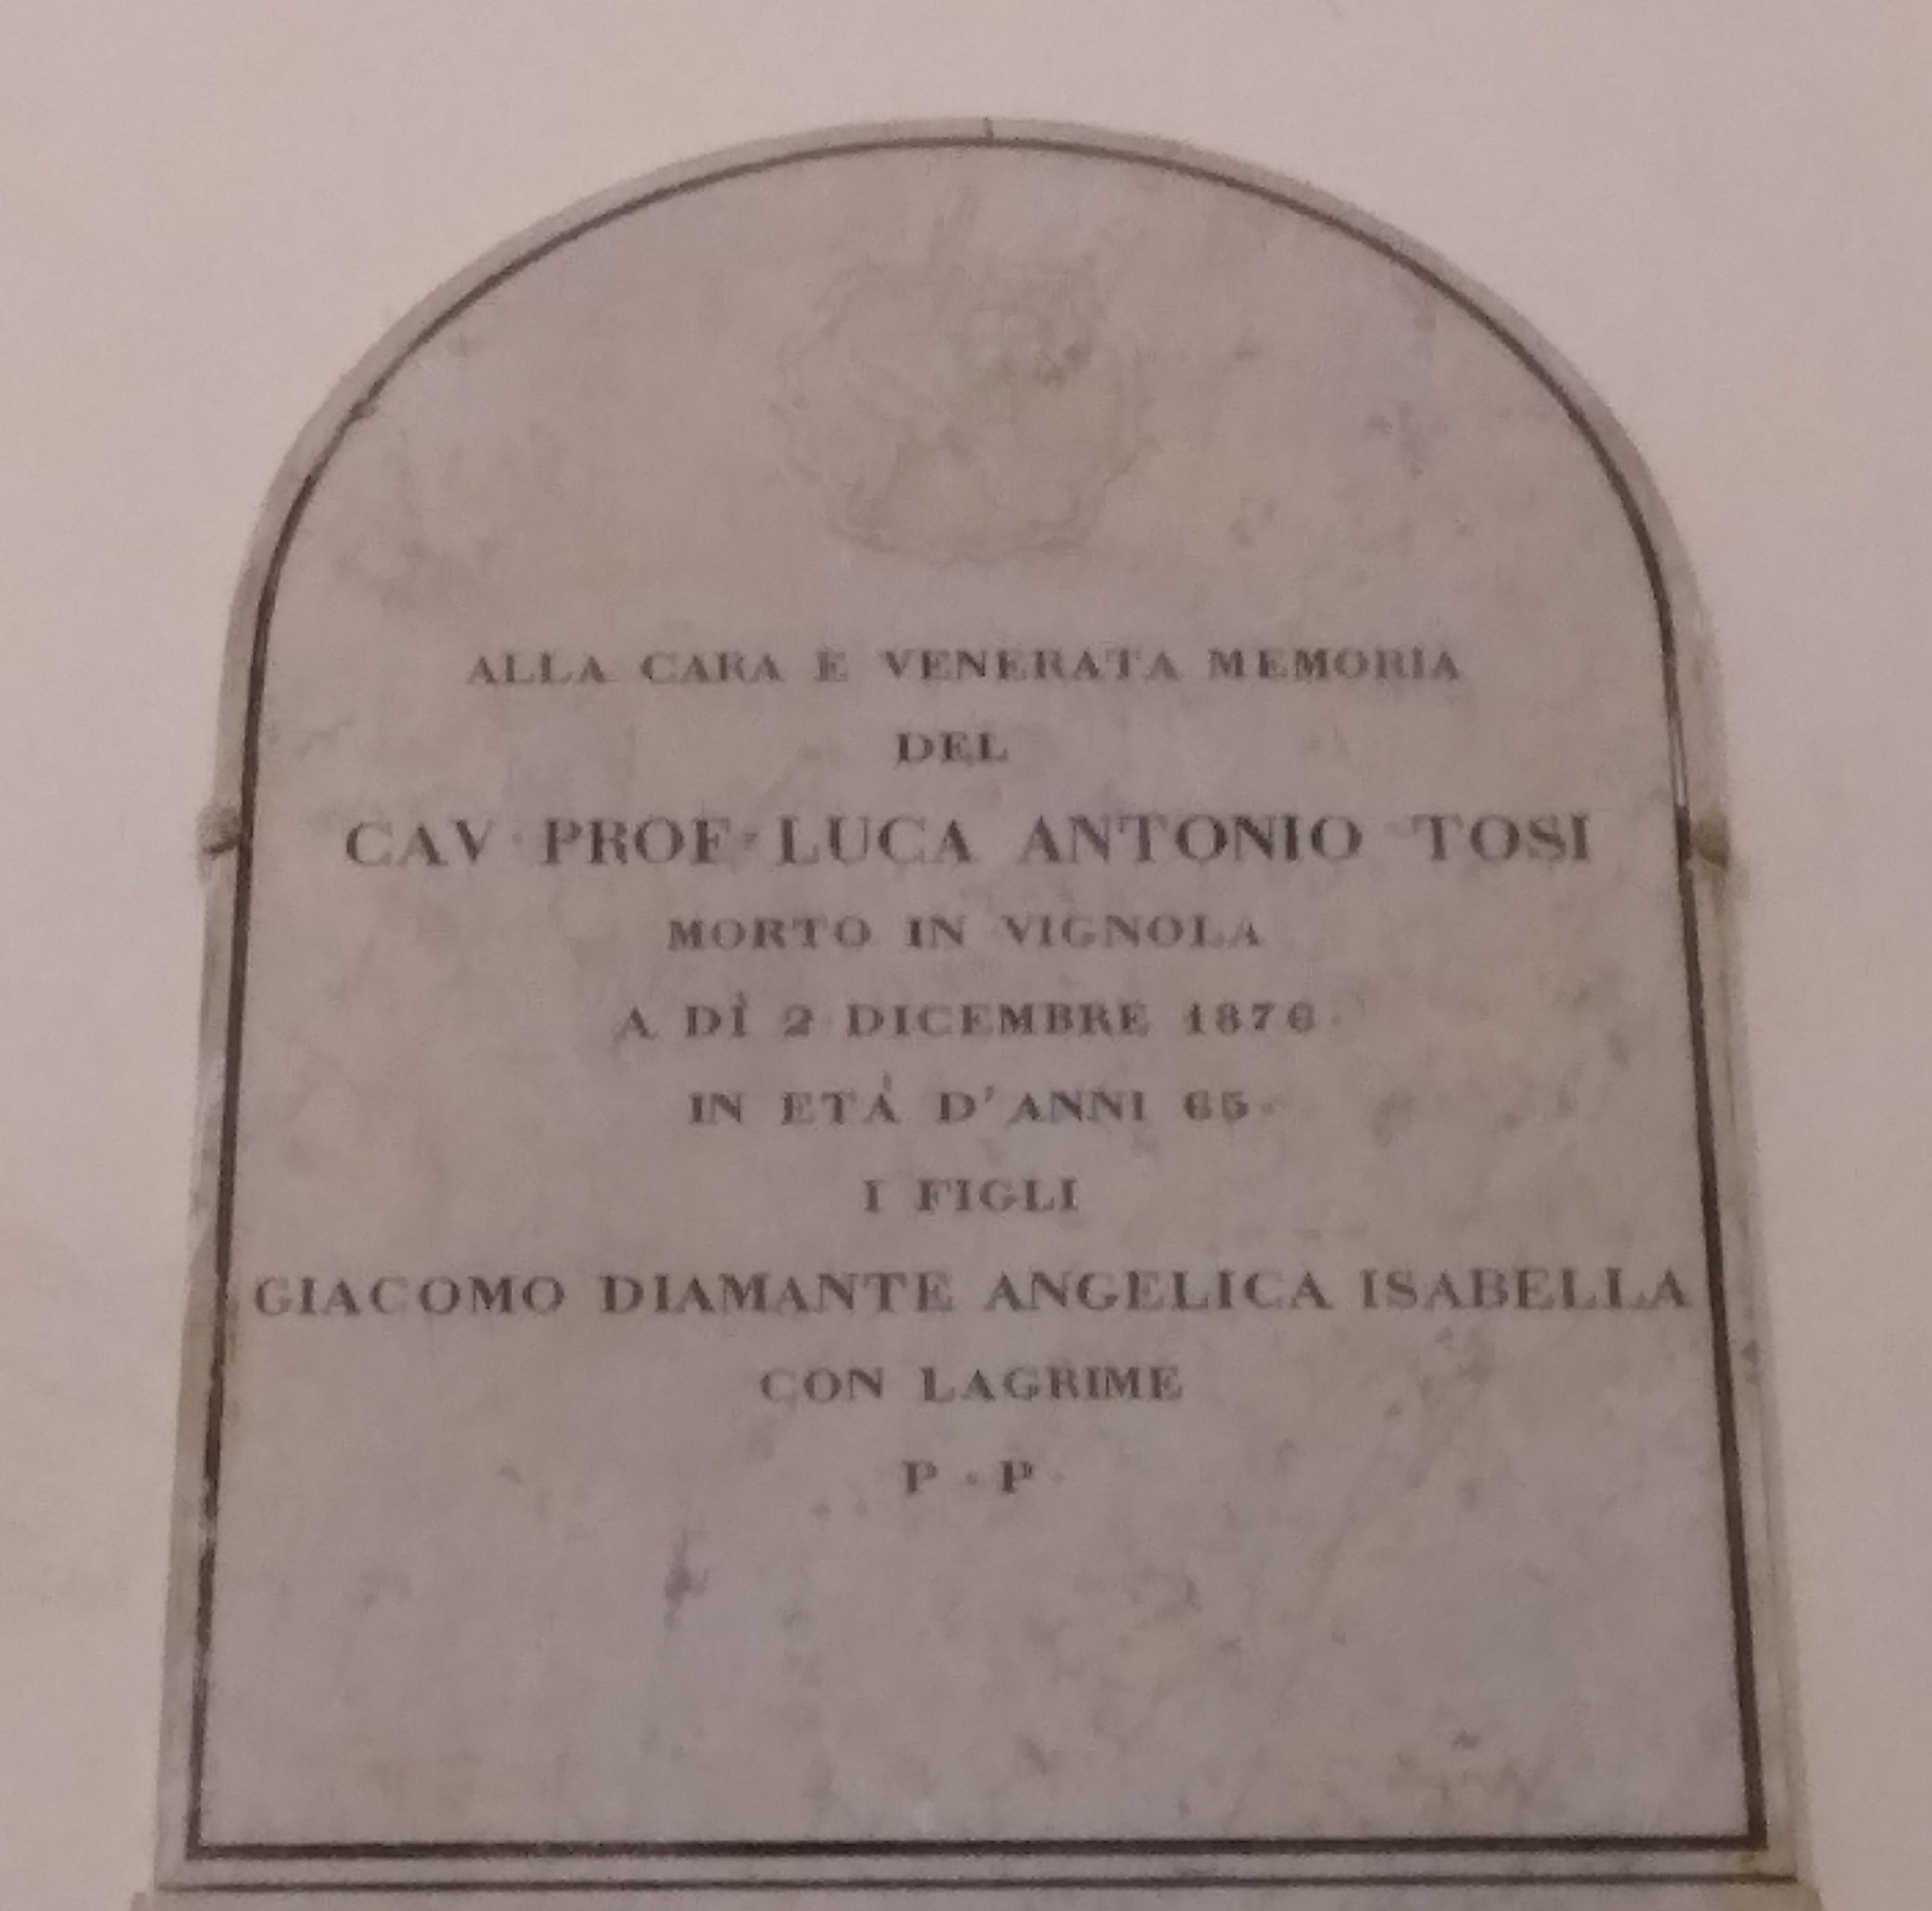 ALLA CARA E VENERATA MEMORIA
DEL
CAV · PROF · LUCA ANTONIO TOSI
MORTO IN VIGNOLA
A DÌ 2 DICEMBRE 1876 ·
IN ETÀ D'ANNI 65 ·
I FIGLI
GIACOMO DIAMANTE ANGELICA ISABELLA
CON LAGRIME
P · P ·